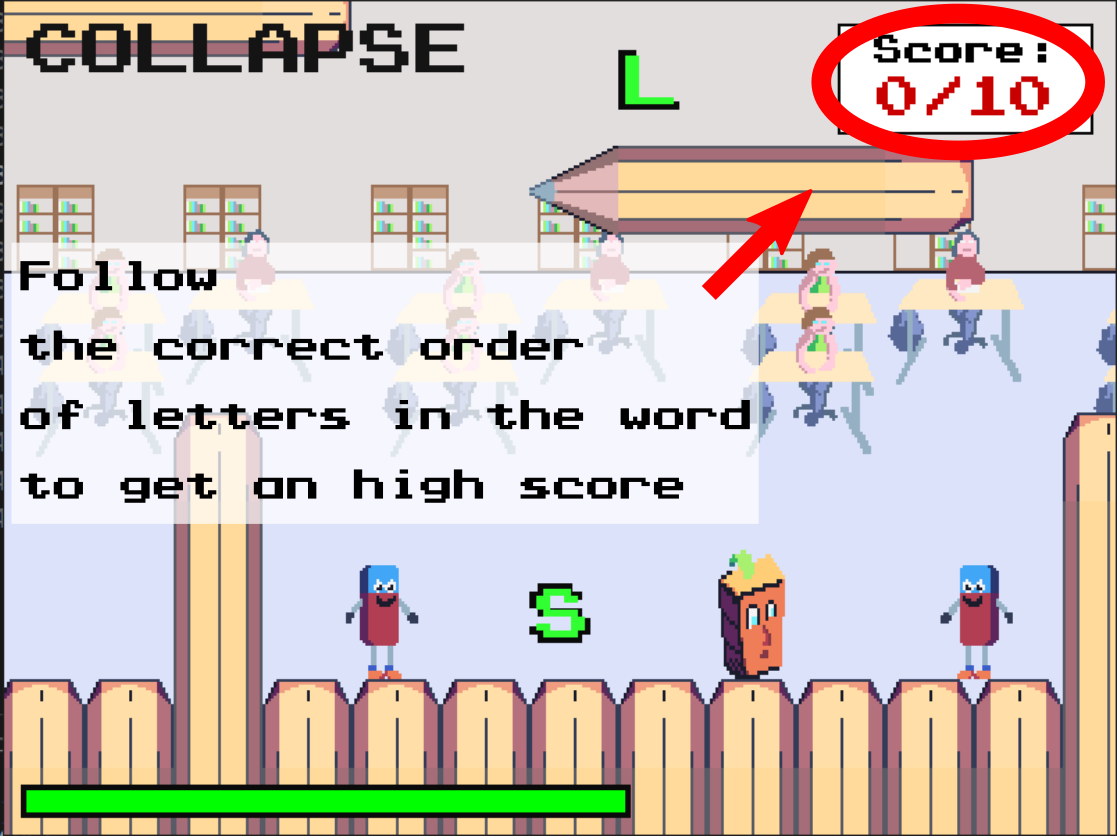 COLLAPSE
L
Score:
0/10
Follow
the correct order
of letters in the word
to get an high score
S